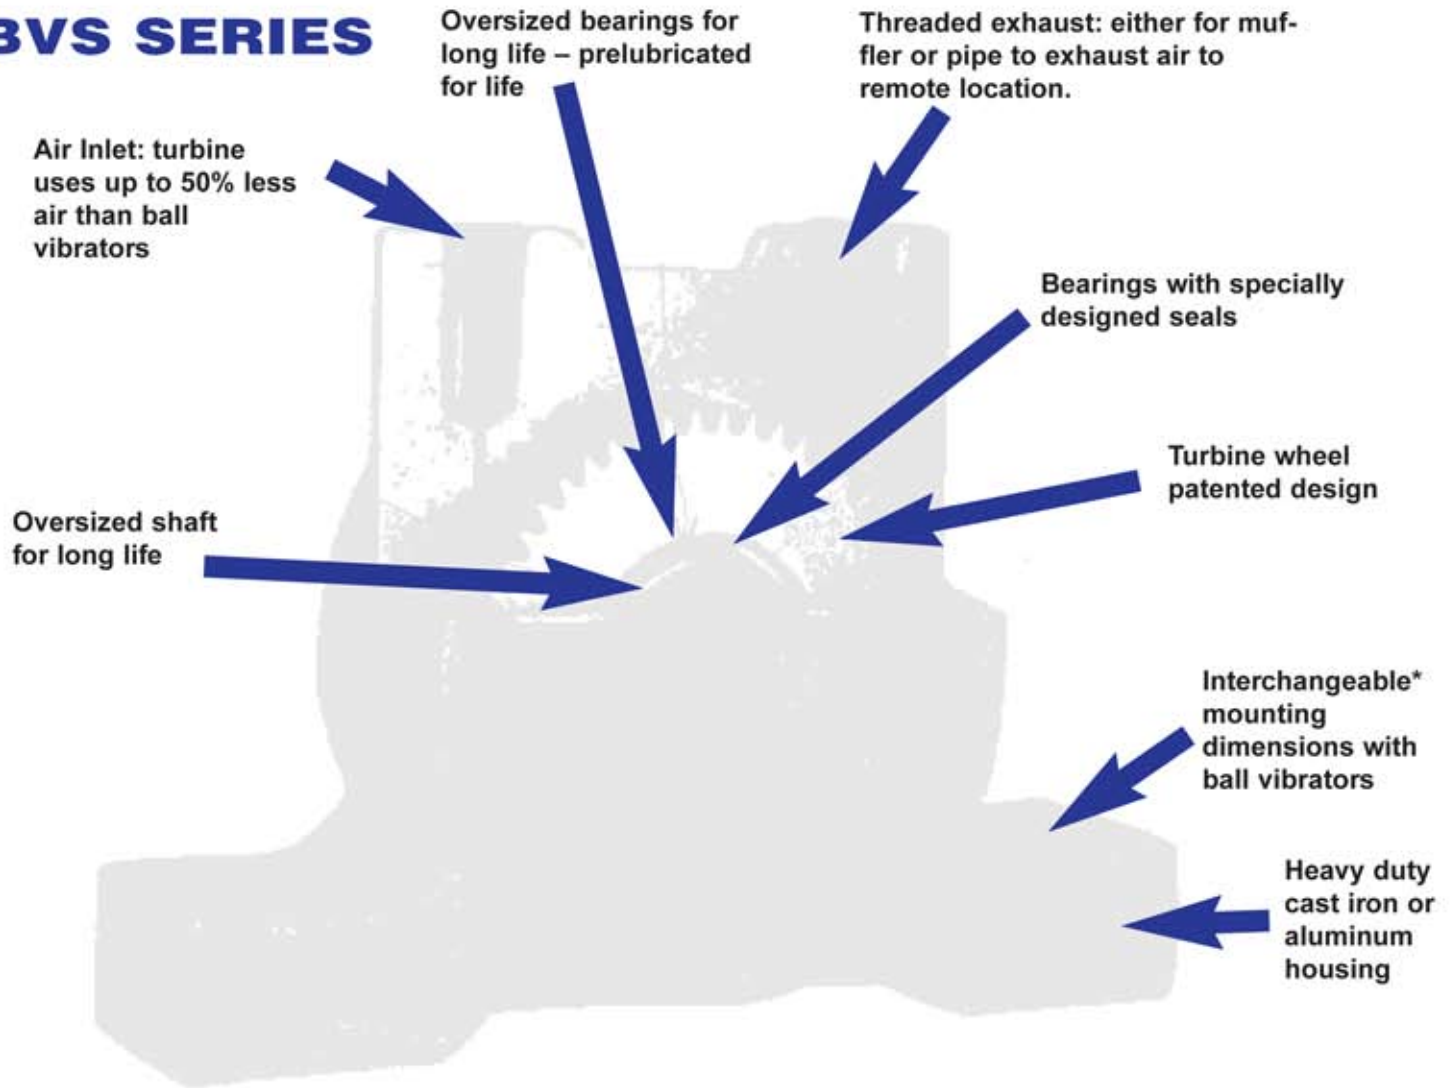 BVS SERIES
Oversized bearings for
long life – prelubricated
for life
Threaded exhaust: either for muf-
fler or pipe to exhaust air to
remote location.
Air Inlet: turbine
uses up to 50% less
air than ball
vibrators
Bearings with specially
designed seals
Turbine wheel
patented design
Oversized shaft
for long life
Interchangeable*
mounting
dimensions with
ball vibrators
Heavy duty
cast iron or
aluminum
housing